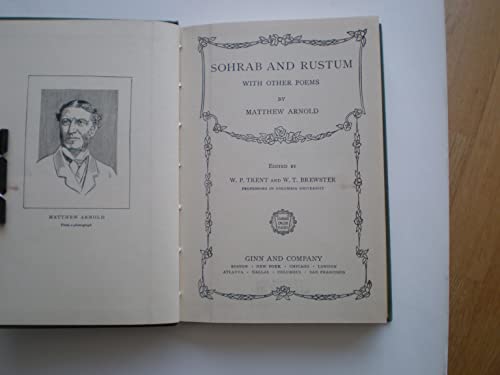 MATTHEW ARNOLD
From a photograph
SOHRAB AND RUSTUM
WITH OTHER POEMS
BY
MATTHEW ARNOLD
EDITED BY
W. P. TRENT AND W. T. BREWSTER
PROFESSORS IN COLUMBIA UNIVERSITY
GINN AND COMPANY
BOSTON · NEW YORK · CHICAGO · LONDON
ATLANTA · DALLAS · COLUMBUS · SAN FRANCISCO